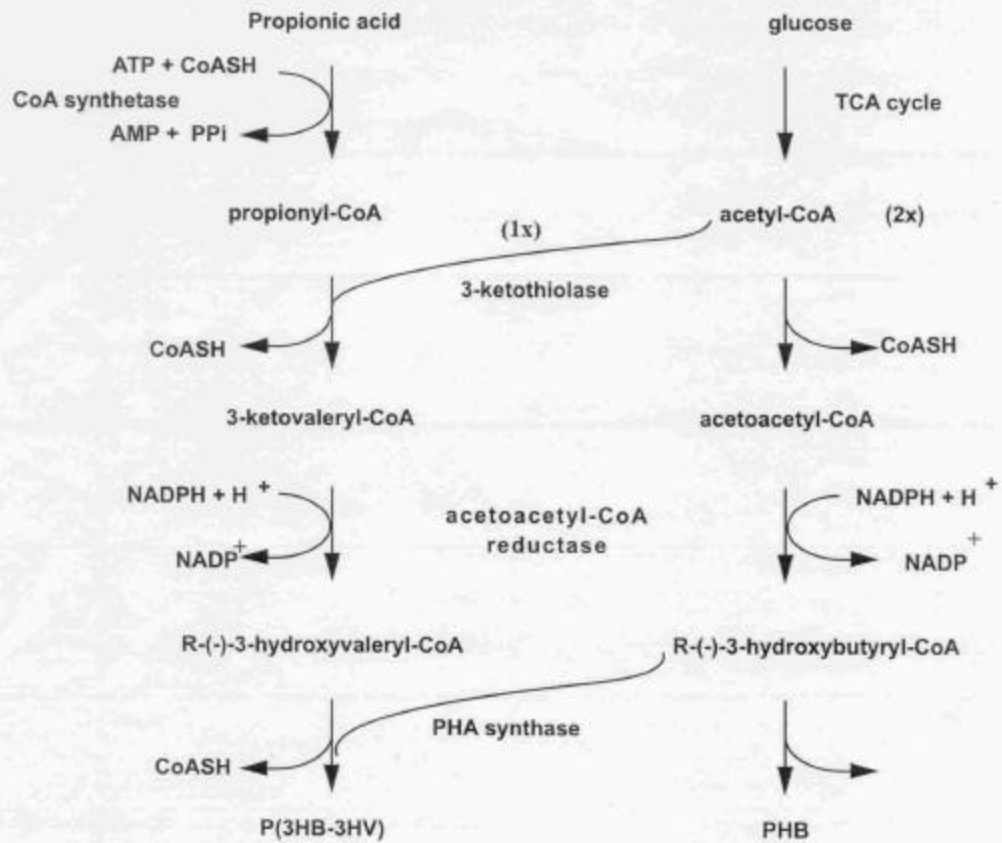 Propionic acid
glucose
ATP + CoASH
CoA synthetase
AMP + PPi
TCA cycle
propionyl-CoA
(1x)
acetyl-CoA (2x)
3-ketothiolase
CoASH
CoASH
3-ketovaleryl-CoA
acetoacetyl-CoA
NADPH + H +
NADP +
acetoacetyl-CoA
reductase
NADPH + H +
NADP +
R-(-)-3-hydroxyvaleryl-CoA
R-(-)-3-hydroxybutyryl-CoA
PHA synthase
CoASH
P(3HB-3HV)
PHB